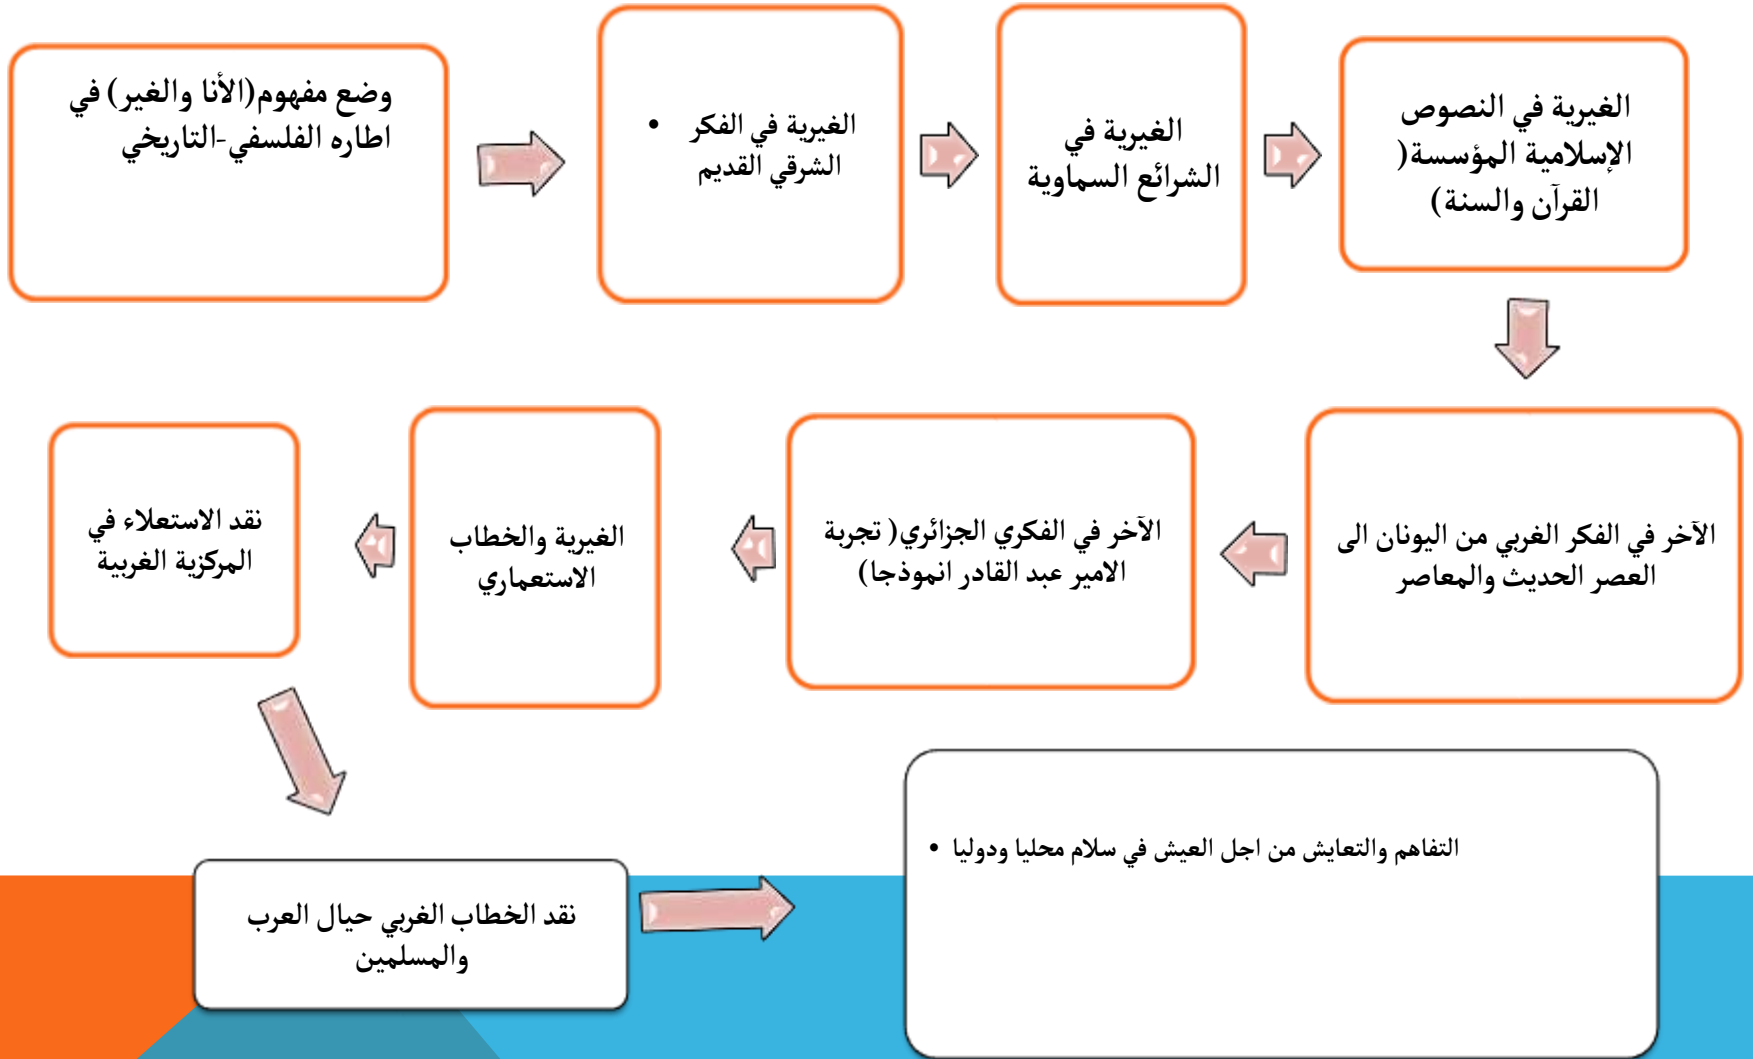 وضع مفهوم(الأنا والغير) في
اطاره الفلسفي-التاريخي
• الغيرية في الفكر
الشرقي القديم
الغيرية في
الشرائع السماوية
الغيرية في النصوص
الإسلامية المؤسسة(
القرآن والسنة)
الآخر في الفكر الغربي من اليونان الى
العصر الحديث والمعاصر
الآخر في الفكري الجزائري( تجربة
الامير عبد القادر انموذجا)
الغيرية والخطاب
الاستعماري
نقد الاستعلاء في
المركزية الغربية
نقد الخطاب الغربي حيال العرب
والمسلمين
• التفاهم والتعايش من اجل العيش في سلام محليا ودوليا